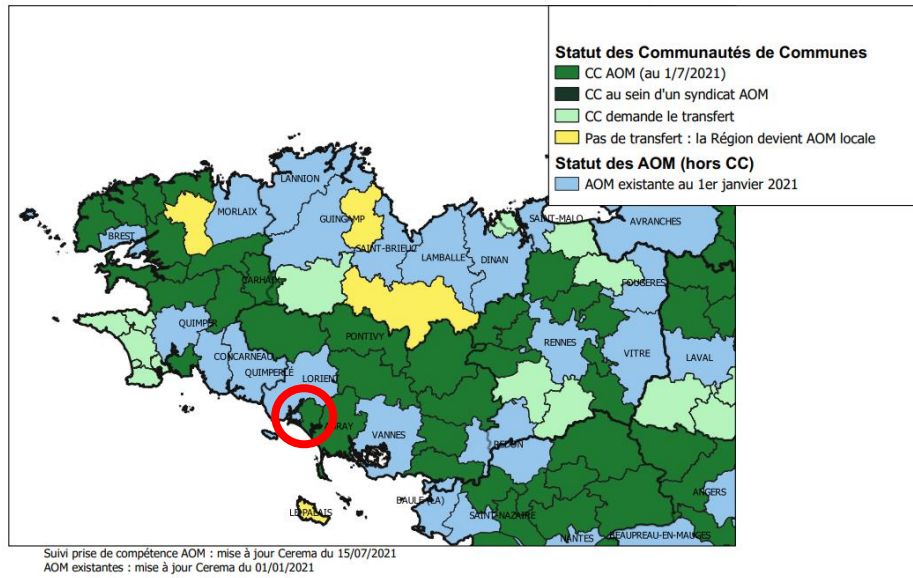 Statut des Communautés de Communes
CC AOM (au 1/7/2021)
CC au sein d'un syndicat AOM
CC demande le transfert
Pas de transfert : la Région devient AOM locale
Statut des AOM (hors CC)
AOM existante au 1er janvier 2021
LANNION
MORLAIX
GUINGAMP
SAINT-MALO
AVRANCHES
BREST
SAINT-BRIEUC
LAMBALLE
DINAN
CARHAIX
FOUGERES
QUIMPER
PONTIVY
RENNES
VITRE
LAVAL
CONCARNEAU
QUIMPERLÉ
LORIENT
VANNES
REDON
LE PALAIS
BAULE (LA)
SAINT-NAZAIRE
ANGERS
NANTES
BEAUPREAU-EN-MAUGES
Suivi prise de compétence AOM : mise à jour Cerema du 15/07/2021
AOM existantes : mise à jour Cerema du 01/01/2021